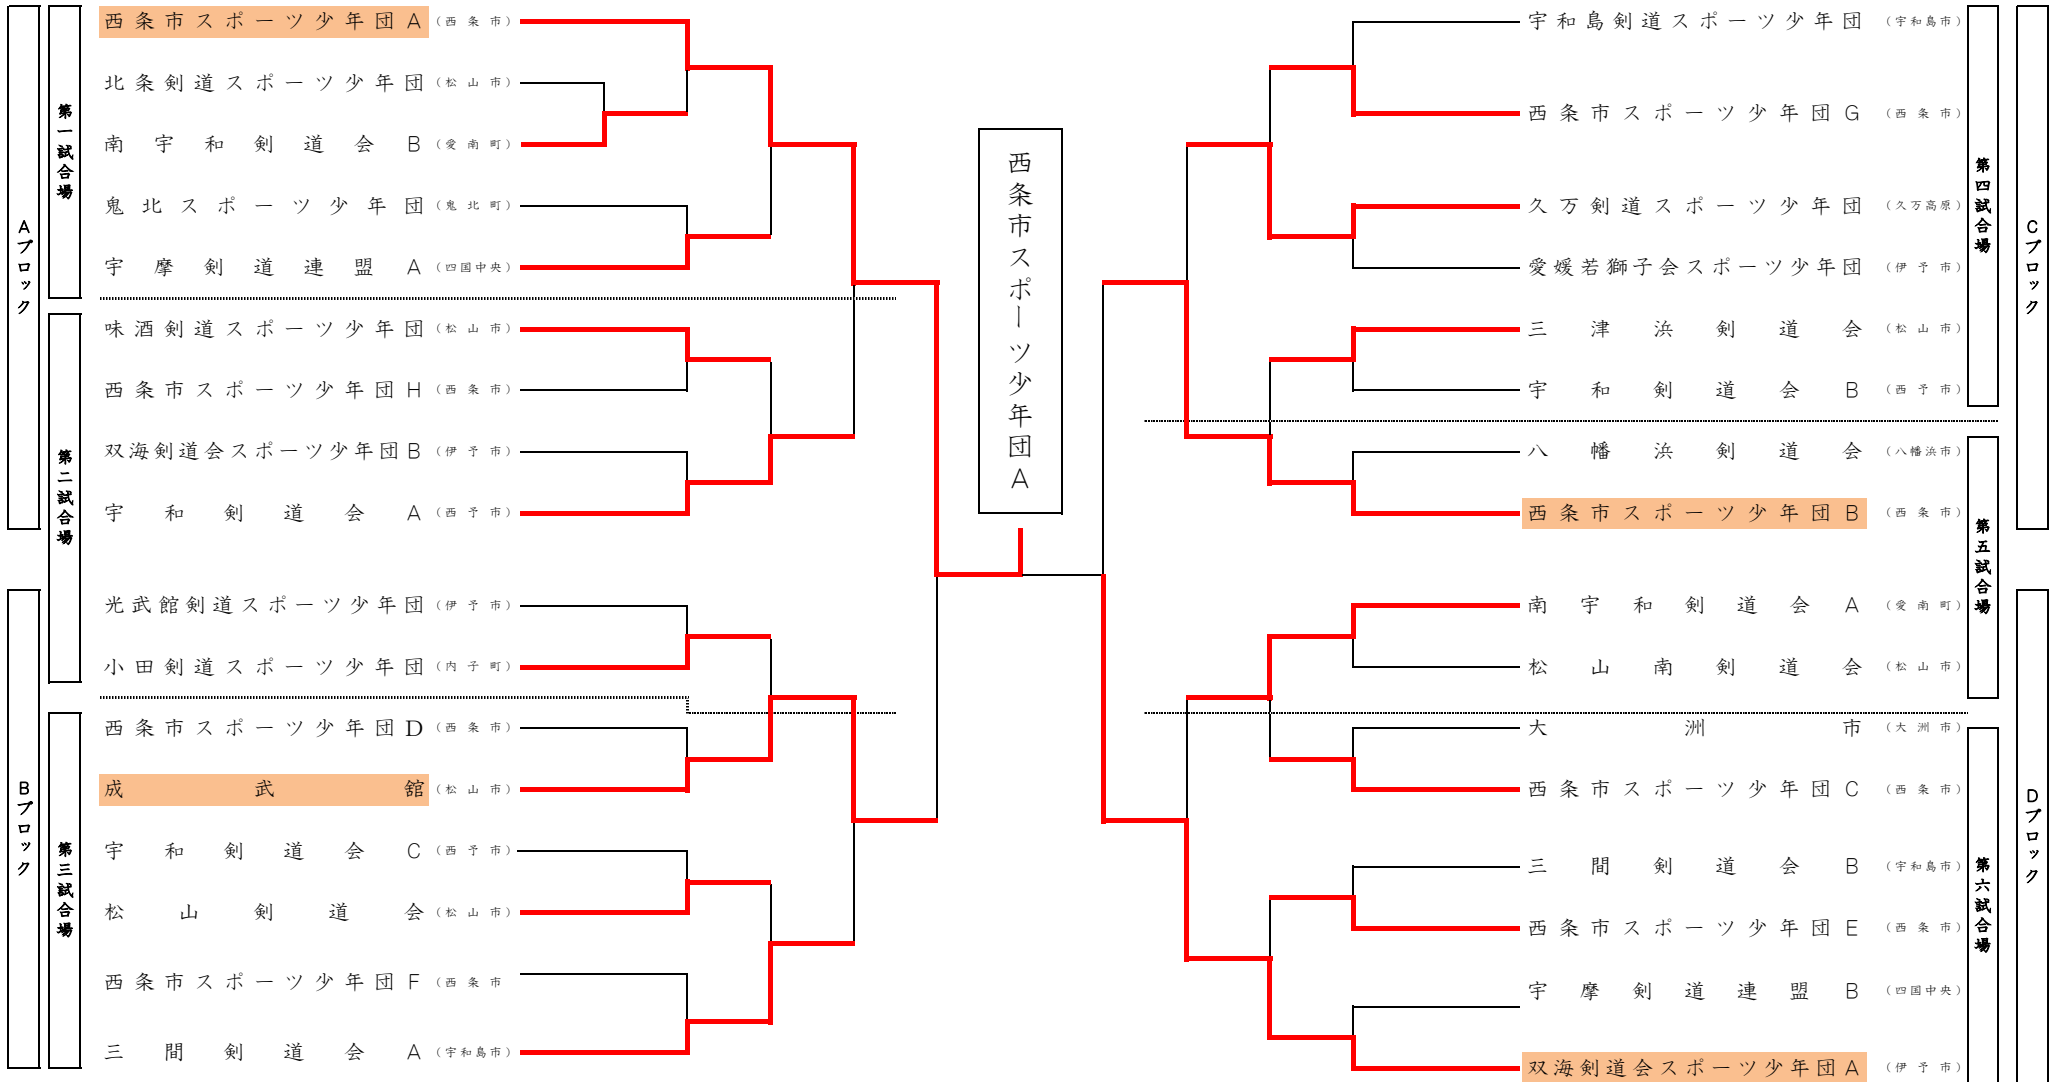 Aブロック
第一試合場
西条市スポーツ少年団A（西条市）
北条剣道スポーツ少年団（松山市）
南宇和剣道会B（愛南町）
鬼北スポーツ少年団（鬼北町）
宇摩剣道連盟A（四国中央）
第二試合場
味酒剣道スポーツ少年団（松山市）
西条市スポーツ少年団H（西条市）
双海剣道会スポーツ少年団B（伊予市）
宇和剣道会A（西予市）
Bブロック
光武館剣道スポーツ少年団（伊予市）
小田剣道スポーツ少年団（内子町）
第三試合場
西条市スポーツ少年団D（西条市）
成武館（松山市）
宇和剣道会C（西予市）
松山剣道会（松山市）
西条市スポーツ少年団F（西条市
三間剣道会A（宇和島市）
西条市スポーツ少年団A
Cブロック
第四試合場
宇和島剣道スポーツ少年団（宇和島市）
西条市スポーツ少年団G（西条市）
久万剣道スポーツ少年団（久万高原）
愛媛若獅子会スポーツ少年団（伊予市）
三津浜剣道会（松山市）
宇和剣道会B（西予市）
第五試合場
八幡浜剣道会（八幡浜市）
西条市スポーツ少年団B（西条市）
Dブロック
南宇和剣道会A（愛南町）
松山南剣道会（松山市）
第六試合場
大洲市（大洲市）
西条市スポーツ少年団C（西条市）
三間剣道会B（宇和島市）
西条市スポーツ少年団E（西条市）
宇摩剣道連盟B（四国中央）
双海剣道会スポーツ少年団A（伊予市）